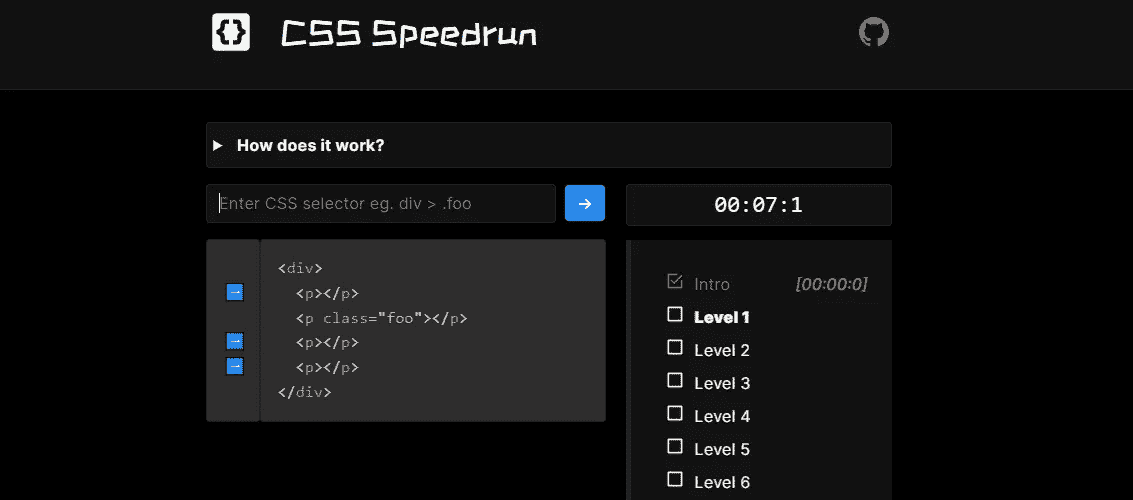 CSS Speedrun
How does it work?
Enter CSS selector eg. div > .foo
00:07:1
<div>
<p></p>
<p class="foo"></p>
<p></p>
<p></p>
</div>
Intro [00:00:0]
Level 1
Level 2
Level 3
Level 4
Level 5
Level 6